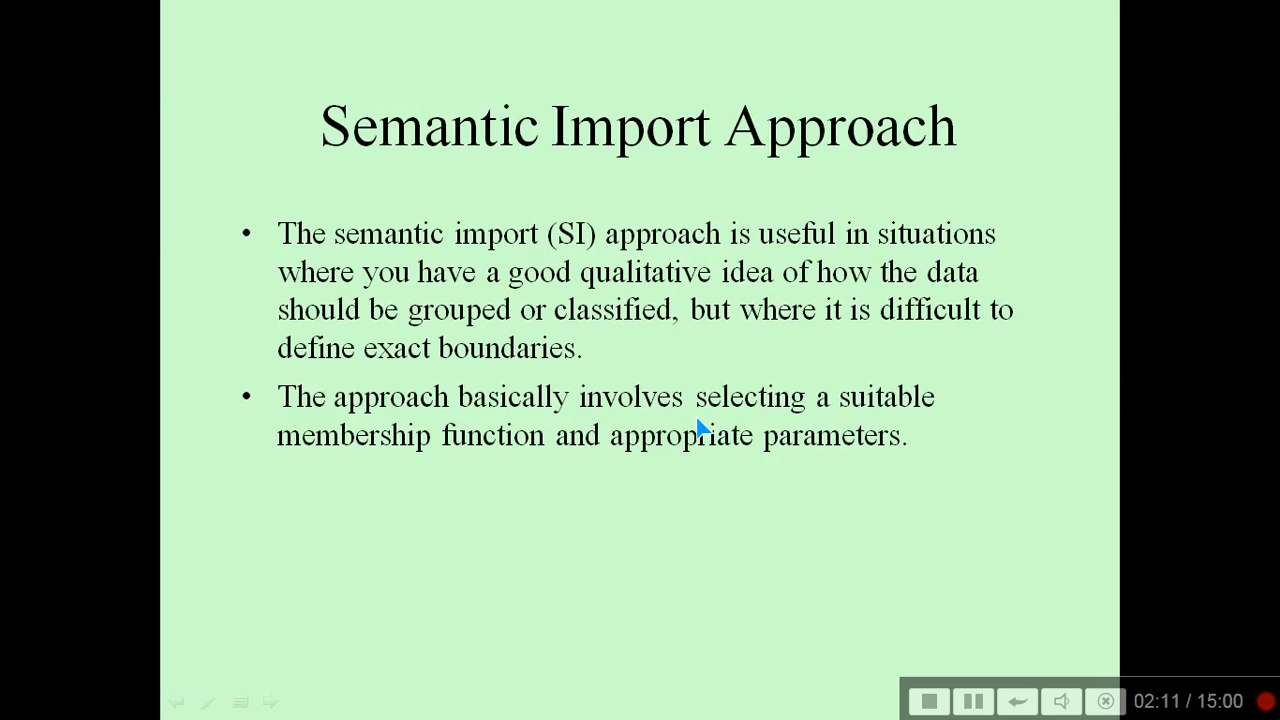 Semantic Import Approach
• The semantic import (SI) approach is useful in situations
where you have a good qualitative idea of how the data
should be grouped or classified, but where it is difficult to
define exact boundaries.
• The approach basically involves selecting a suitable
membership function and appropriate parameters.
02:11 / 15:00